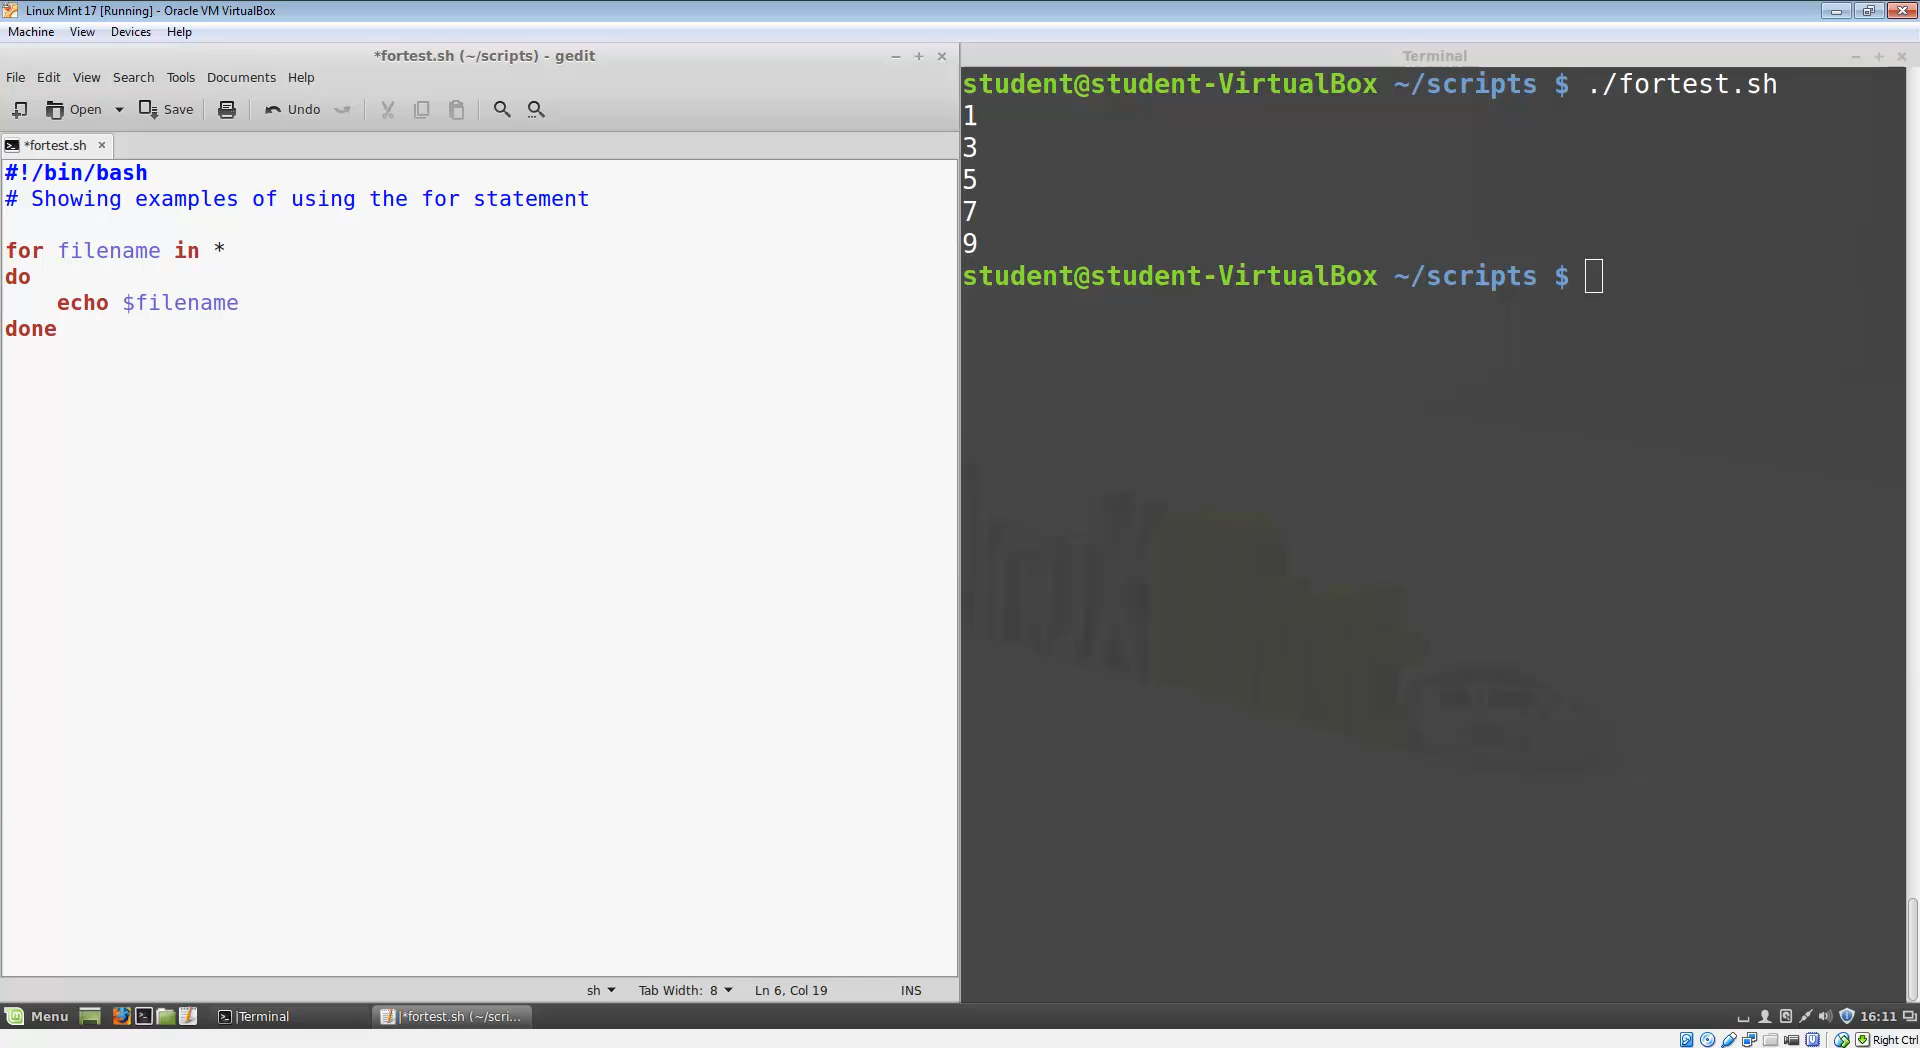 Linux Mint 17 [Running] - Oracle VM VirtualBox
Machine View Devices Help
*fortest.sh (~/scripts) - gedit
File Edit View Search Tools Documents Help
Open Save Undo
*fortest.sh
#!/bin/bash
# Showing examples of using the for statement
for filename in *
do
echo $filename
done
sh Tab Width: 8 Ln 6, Col 19 INS
Terminal
student@student-VirtualBox ~/scripts $ ./fortest.sh
1
3
5
7
9
student@student-VirtualBox ~/scripts $
Menu Terminal *fortest.sh (~/scri... 16:11
Right Ctrl